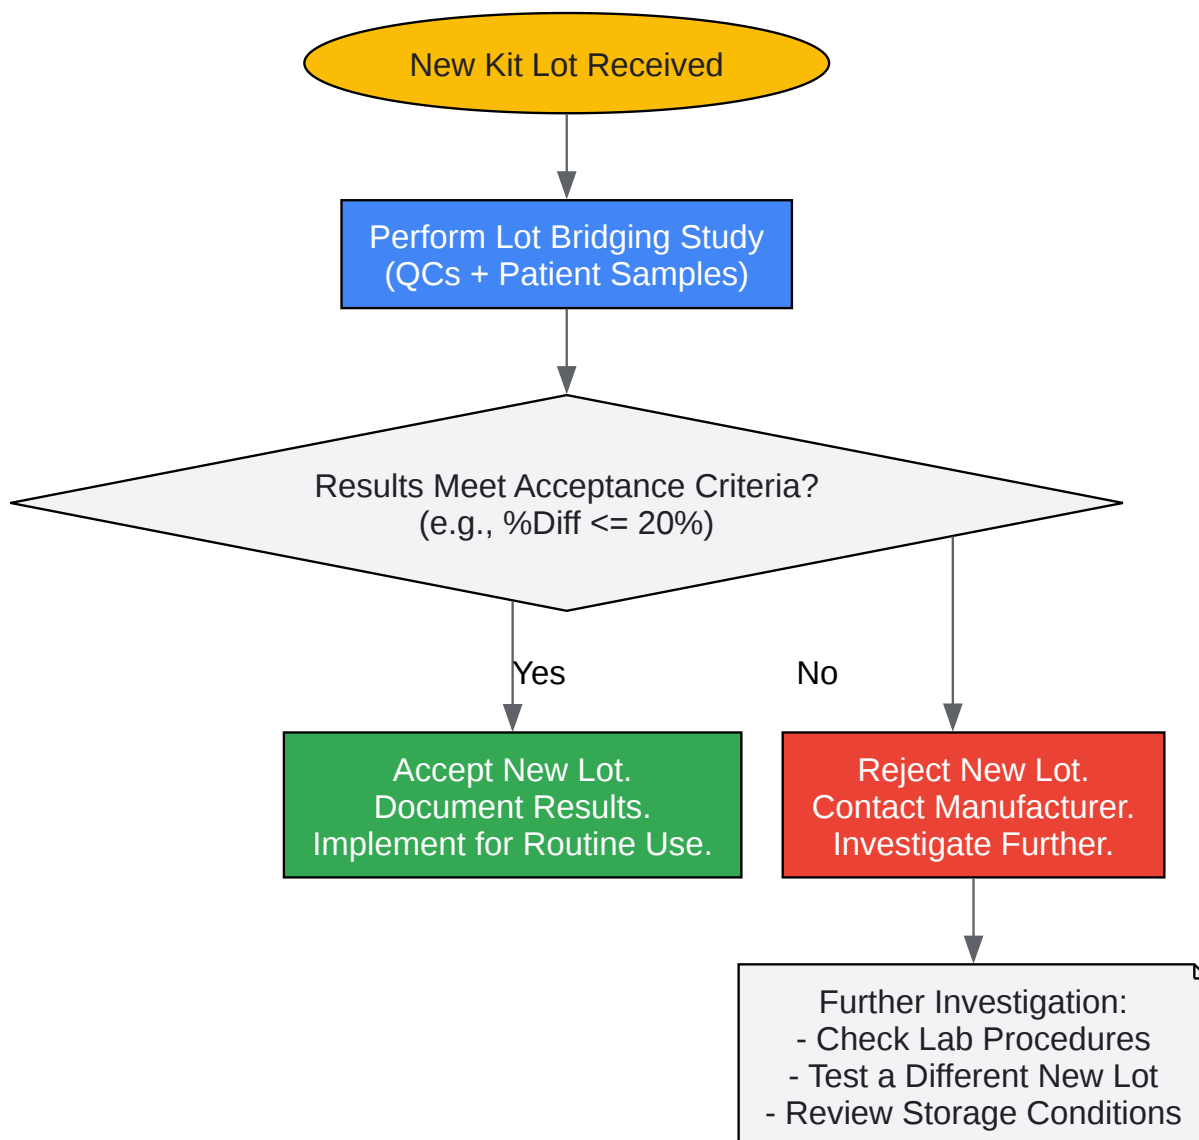 New Kit Lot Received
Perform Lot Bridging Study
(QCs + Patient Samples)
Results Meet Acceptance Criteria?
(e.g., %Diff <= 20%)
Yes
No
Accept New Lot.
Document Results.
Implement for Routine Use.
Reject New Lot.
Contact Manufacturer.
Investigate Further.
Further Investigation:
- Check Lab Procedures
- Test a Different New Lot
- Review Storage Conditions